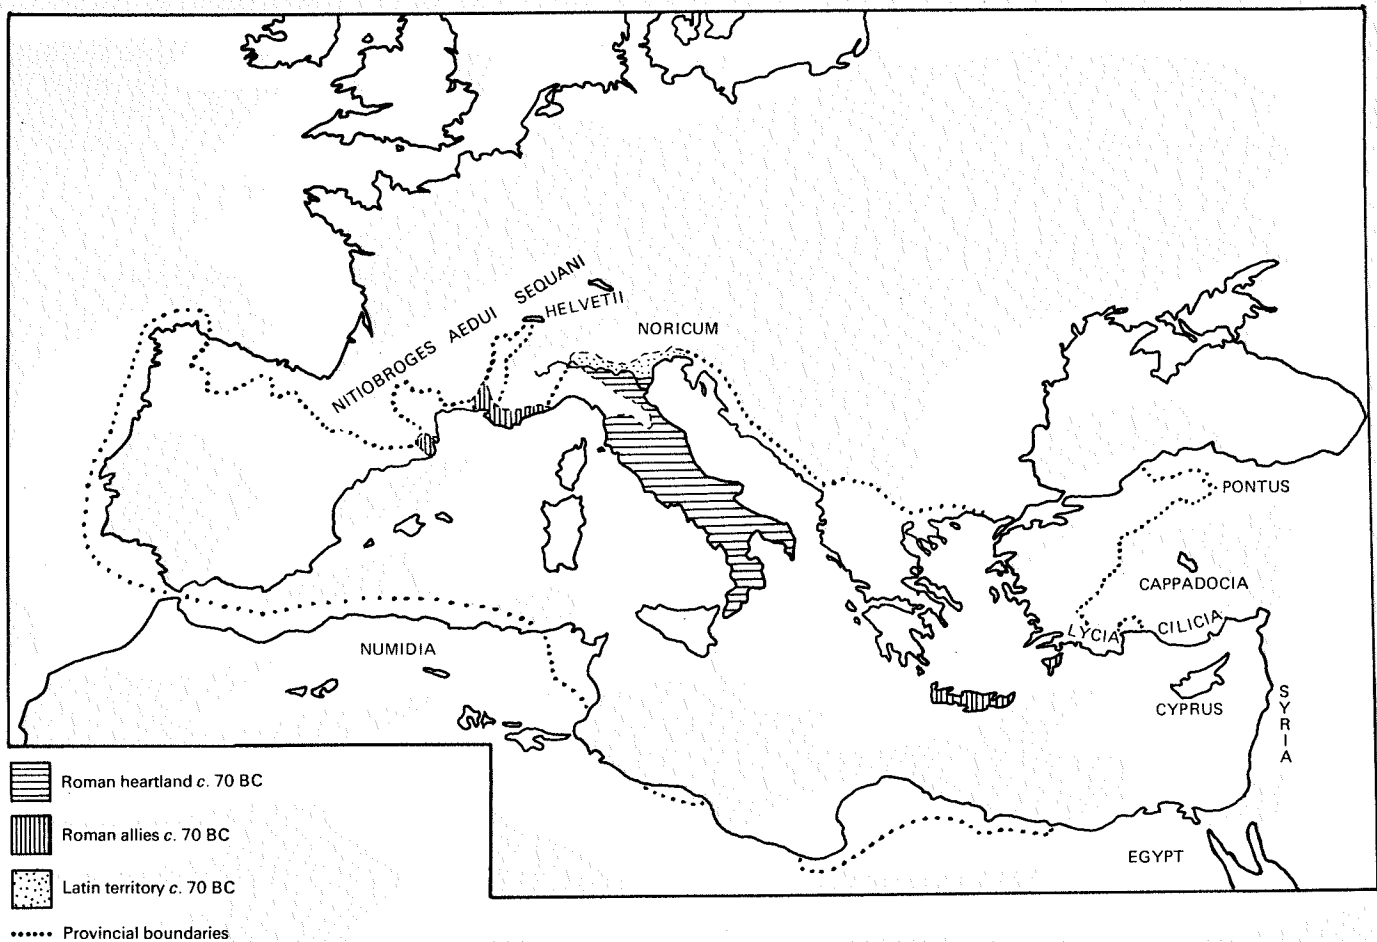 SEQUANI
HELVETII
AEDUI
NORICUM
NITIOBROGES
PONTUS
CAPPADOCIA
LYCIA
CILICIA
NUMIDIA
CYPRUS
SYRIA
EGYPT
Roman heartland c. 70 BC
Roman allies c. 70 BC
Latin territory c. 70 BC
Provincial boundaries